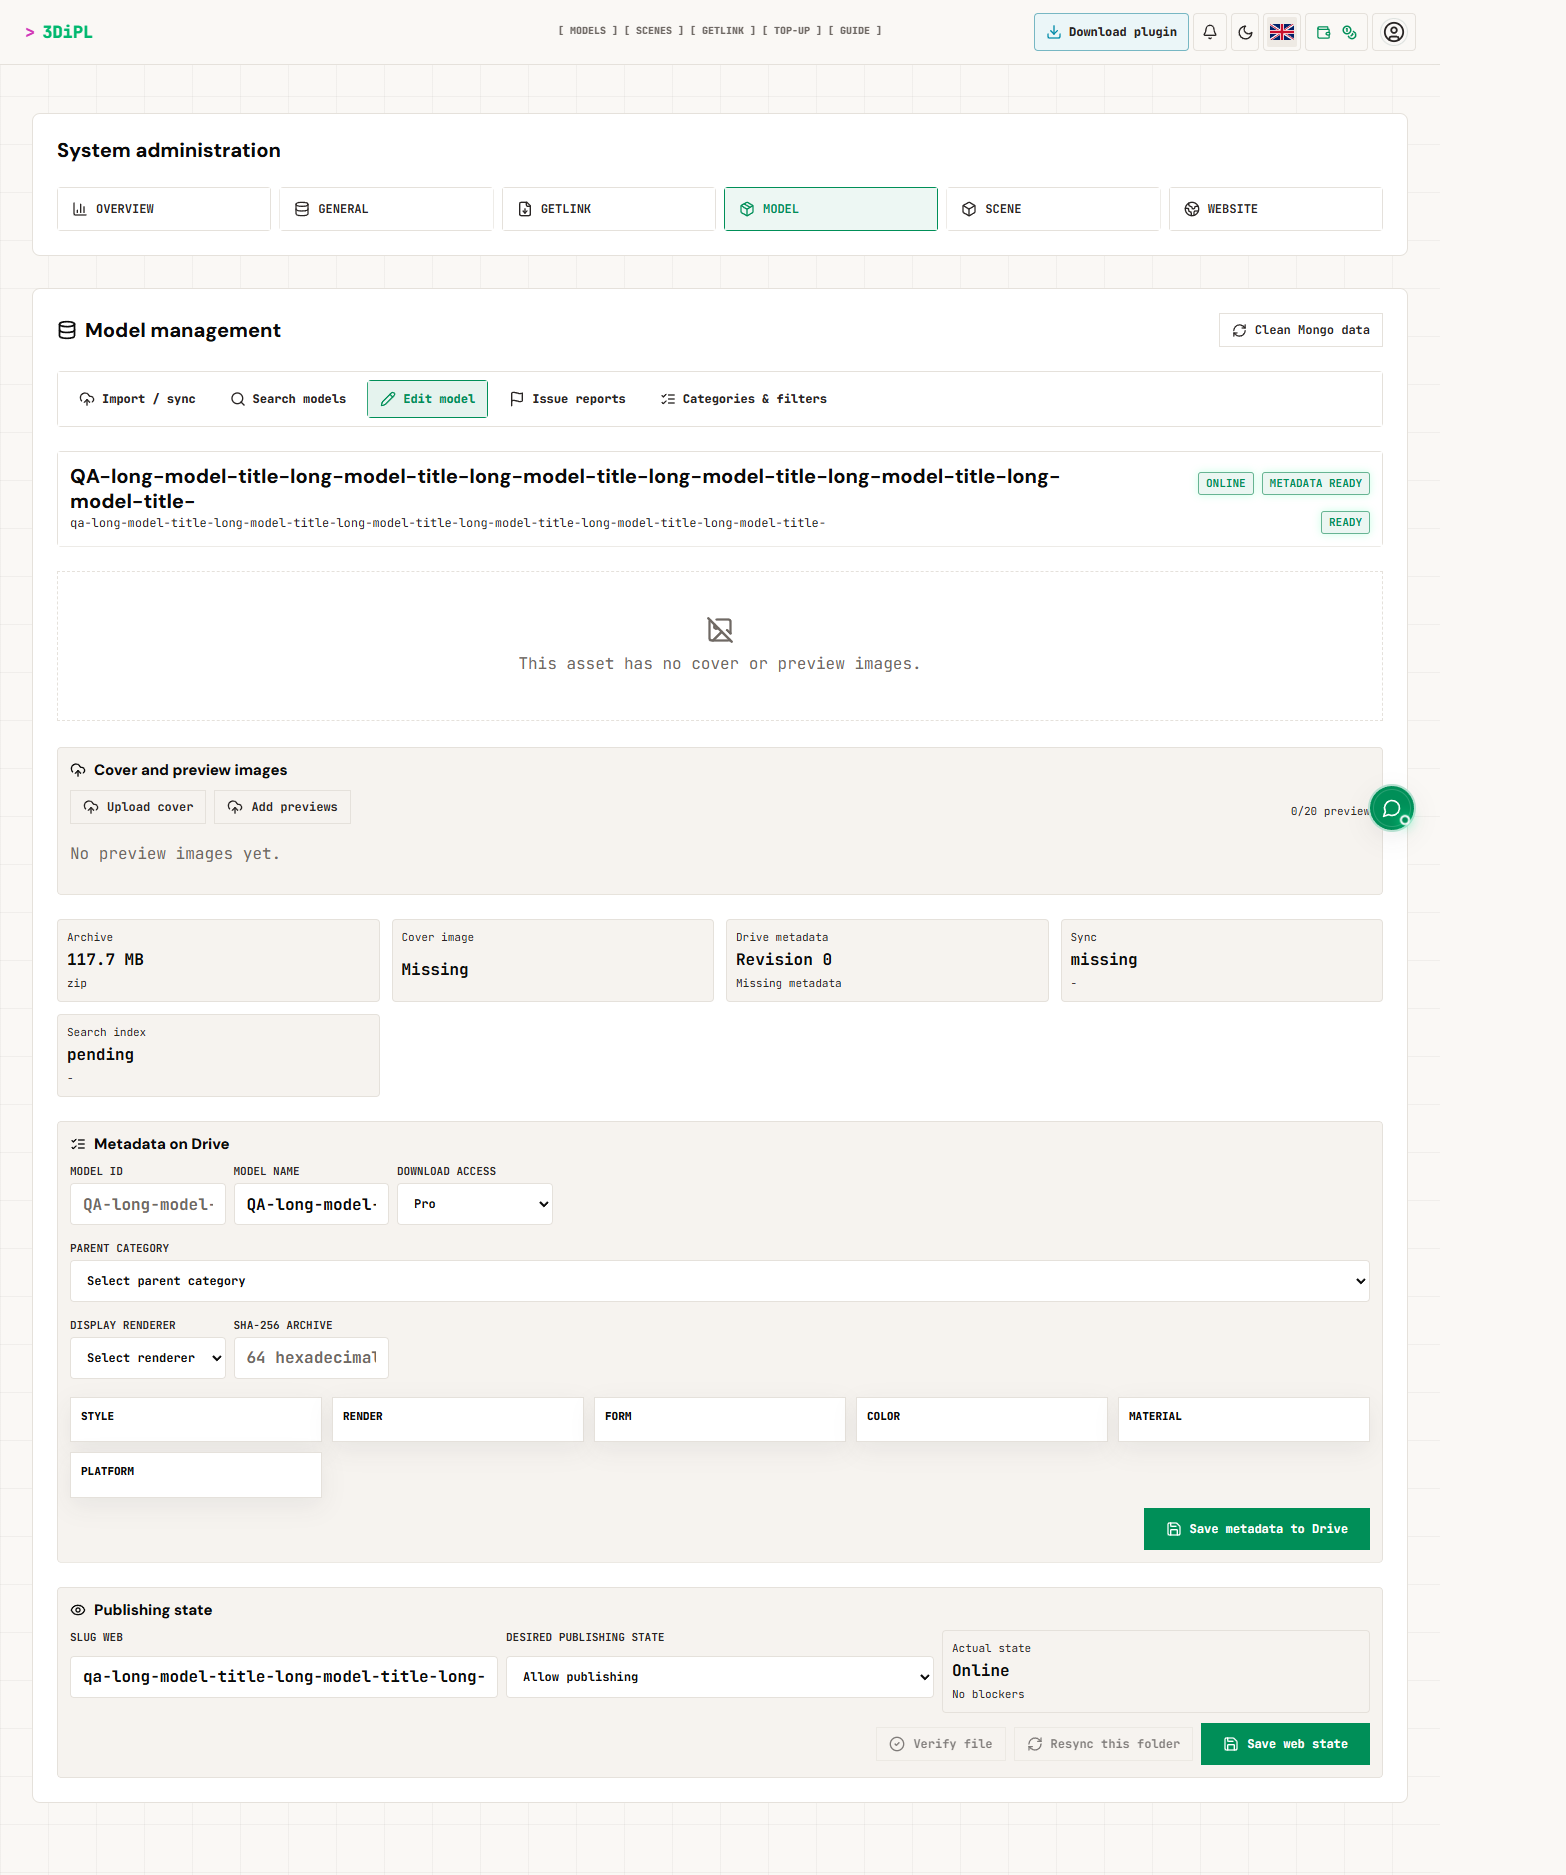 > 3DiPL
[ MODELS ] [ SCENES ] [ GETLINK ] [ TOP-UP ] [ GUIDE ]
Download plugin
System administration
OVERVIEW
GENERAL
GETLINK
MODEL
SCENE
WEBSITE
Model management
Clean Mongo data
Import / sync
Search models
Edit model
Issue reports
Categories & filters
QA-long-model-title-long-model-title-long-model-title-long-model-title-long-model-title-long-
model-title-
qa-long-model-title-long-model-title-long-model-title-long-model-title-long-model-title-long-model-title-
ONLINE
METADATA READY
READY
This asset has no cover or preview images.
Cover and preview images
Upload cover
Add previews
0/20 preview
No preview images yet.
Archive
117.7 MB
zip
Cover image
Missing
Drive metadata
Revision 0
Missing metadata
Sync
missing
-
Search index
pending
-
Metadata on Drive
MODEL ID
MODEL NAME
DOWNLOAD ACCESS
QA-long-model-
QA-long-model-
Pro
PARENT CATEGORY
Select parent category
DISPLAY RENDERER
SHA-256 ARCHIVE
Select renderer
64 hexadecimal
STYLE
RENDER
FORM
COLOR
MATERIAL
PLATFORM
Save metadata to Drive
Publishing state
SLUG WEB
DESIRED PUBLISHING STATE
qa-long-model-title-long-model-title-long-
Allow publishing
Actual state
Online
No blockers
Verify file
Resync this folder
Save web state